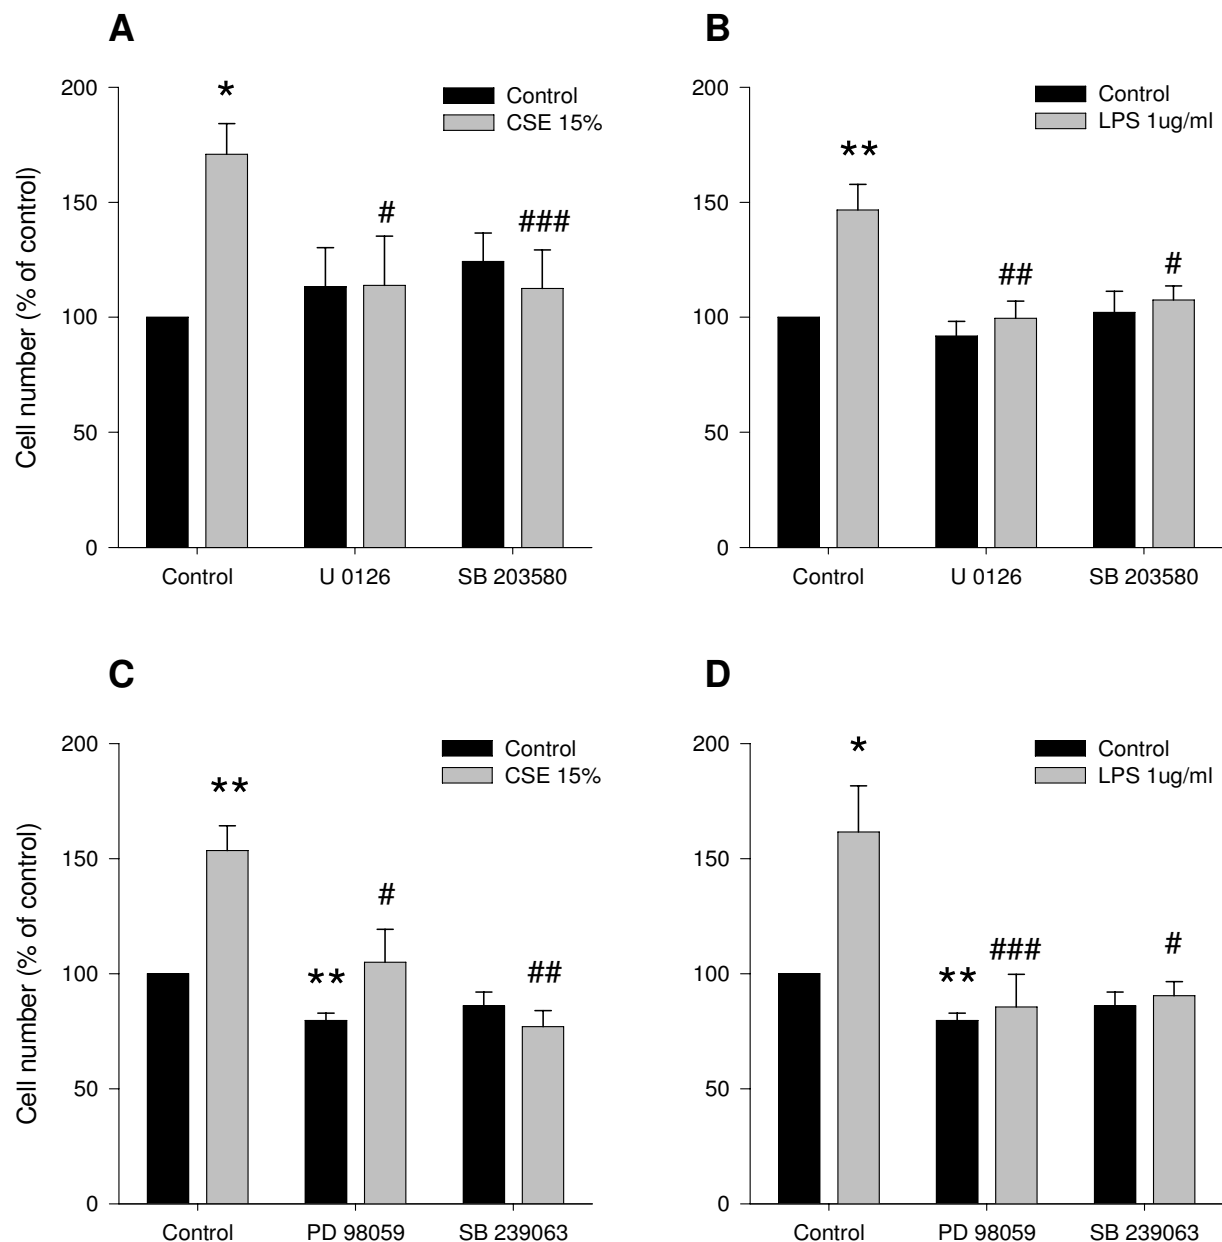 A
Cell number (% of control)
200
150
100
50
0
*
#
###
Control
CSE 15%
Control
U 0126
SB 203580
B
200
150
100
50
0
**
##
#
Control
LPS 1ug/ml
Control
U 0126
SB 203580
C
Cell number (% of control)
200
150
100
50
0
**
**
#
##
Control
CSE 15%
Control
PD 98059
SB 239063
D
200
150
100
50
0
*
**
###
#
Control
LPS 1ug/ml
Control
PD 98059
SB 239063